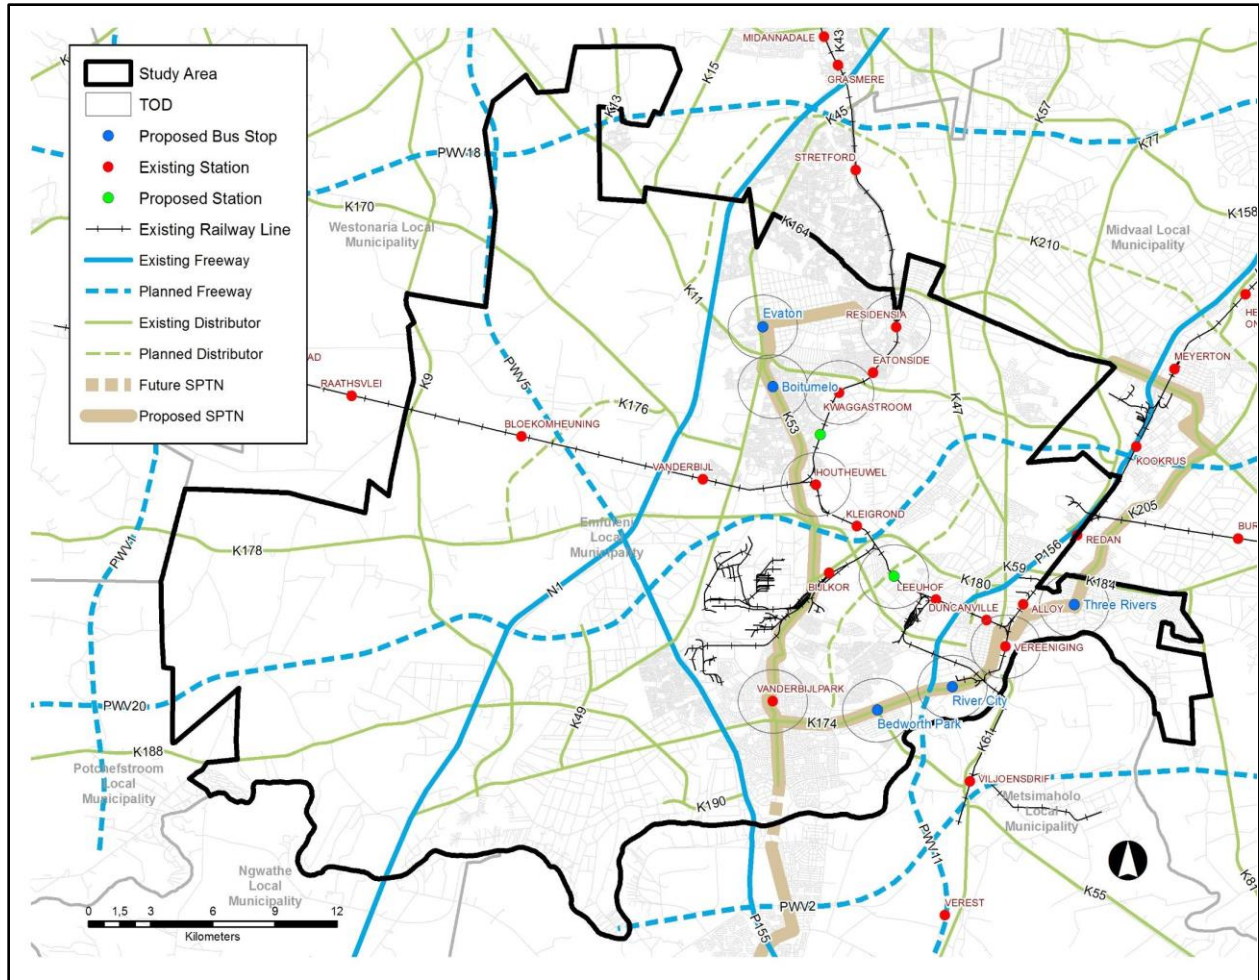 Study Area
TOD
Proposed Bus Stop
Existing Station
Proposed Station
Existing Railway Line
Existing Freeway
Planned Freeway
Existing Distributor
Planned Distributor
Future SPTN
Proposed SPTN
MIDANNADALE
K43
GRASMERE
K15
K13
K45
K57
K77
PWV18
STRETFORD
K170
Westonaria Local
Municipality
K158
K164
K210
Midvaal Local
Municipality
K11
Evaton
RESIDENSIA
EATONSIDE
MEYERTON
RAATHSVLEI
K9
PWV5
Boitumelo
KWAGGASTROOM
K176
K53
K47
BLOEKOMHEUNING
KOOKRUS
VANDERBIJL
HOUTHEUWEL
K205
KLEIGROND
Emfuleni
Local
Municipality
PWV1
K178
REDAN
BUR
P156
K59
N1
BIJLKOR
LEEUHOF
K180
K184
DUNCANVILLE
ALLOY
Three Rivers
VEREENIGING
VANDERBIJLPARK
River City
Bedworth Park
PWV20
K49
K174
K61
K188
Potchefstroom
Local
Municipality
VILJOENSDRIF
Metsimaholo
Local
Municipality
K190
PWV11
Ngwathe
Local
Municipality
K55
K81
PWV2
VEREST
P155
0 1,5 3 6 9 12
Kilometers